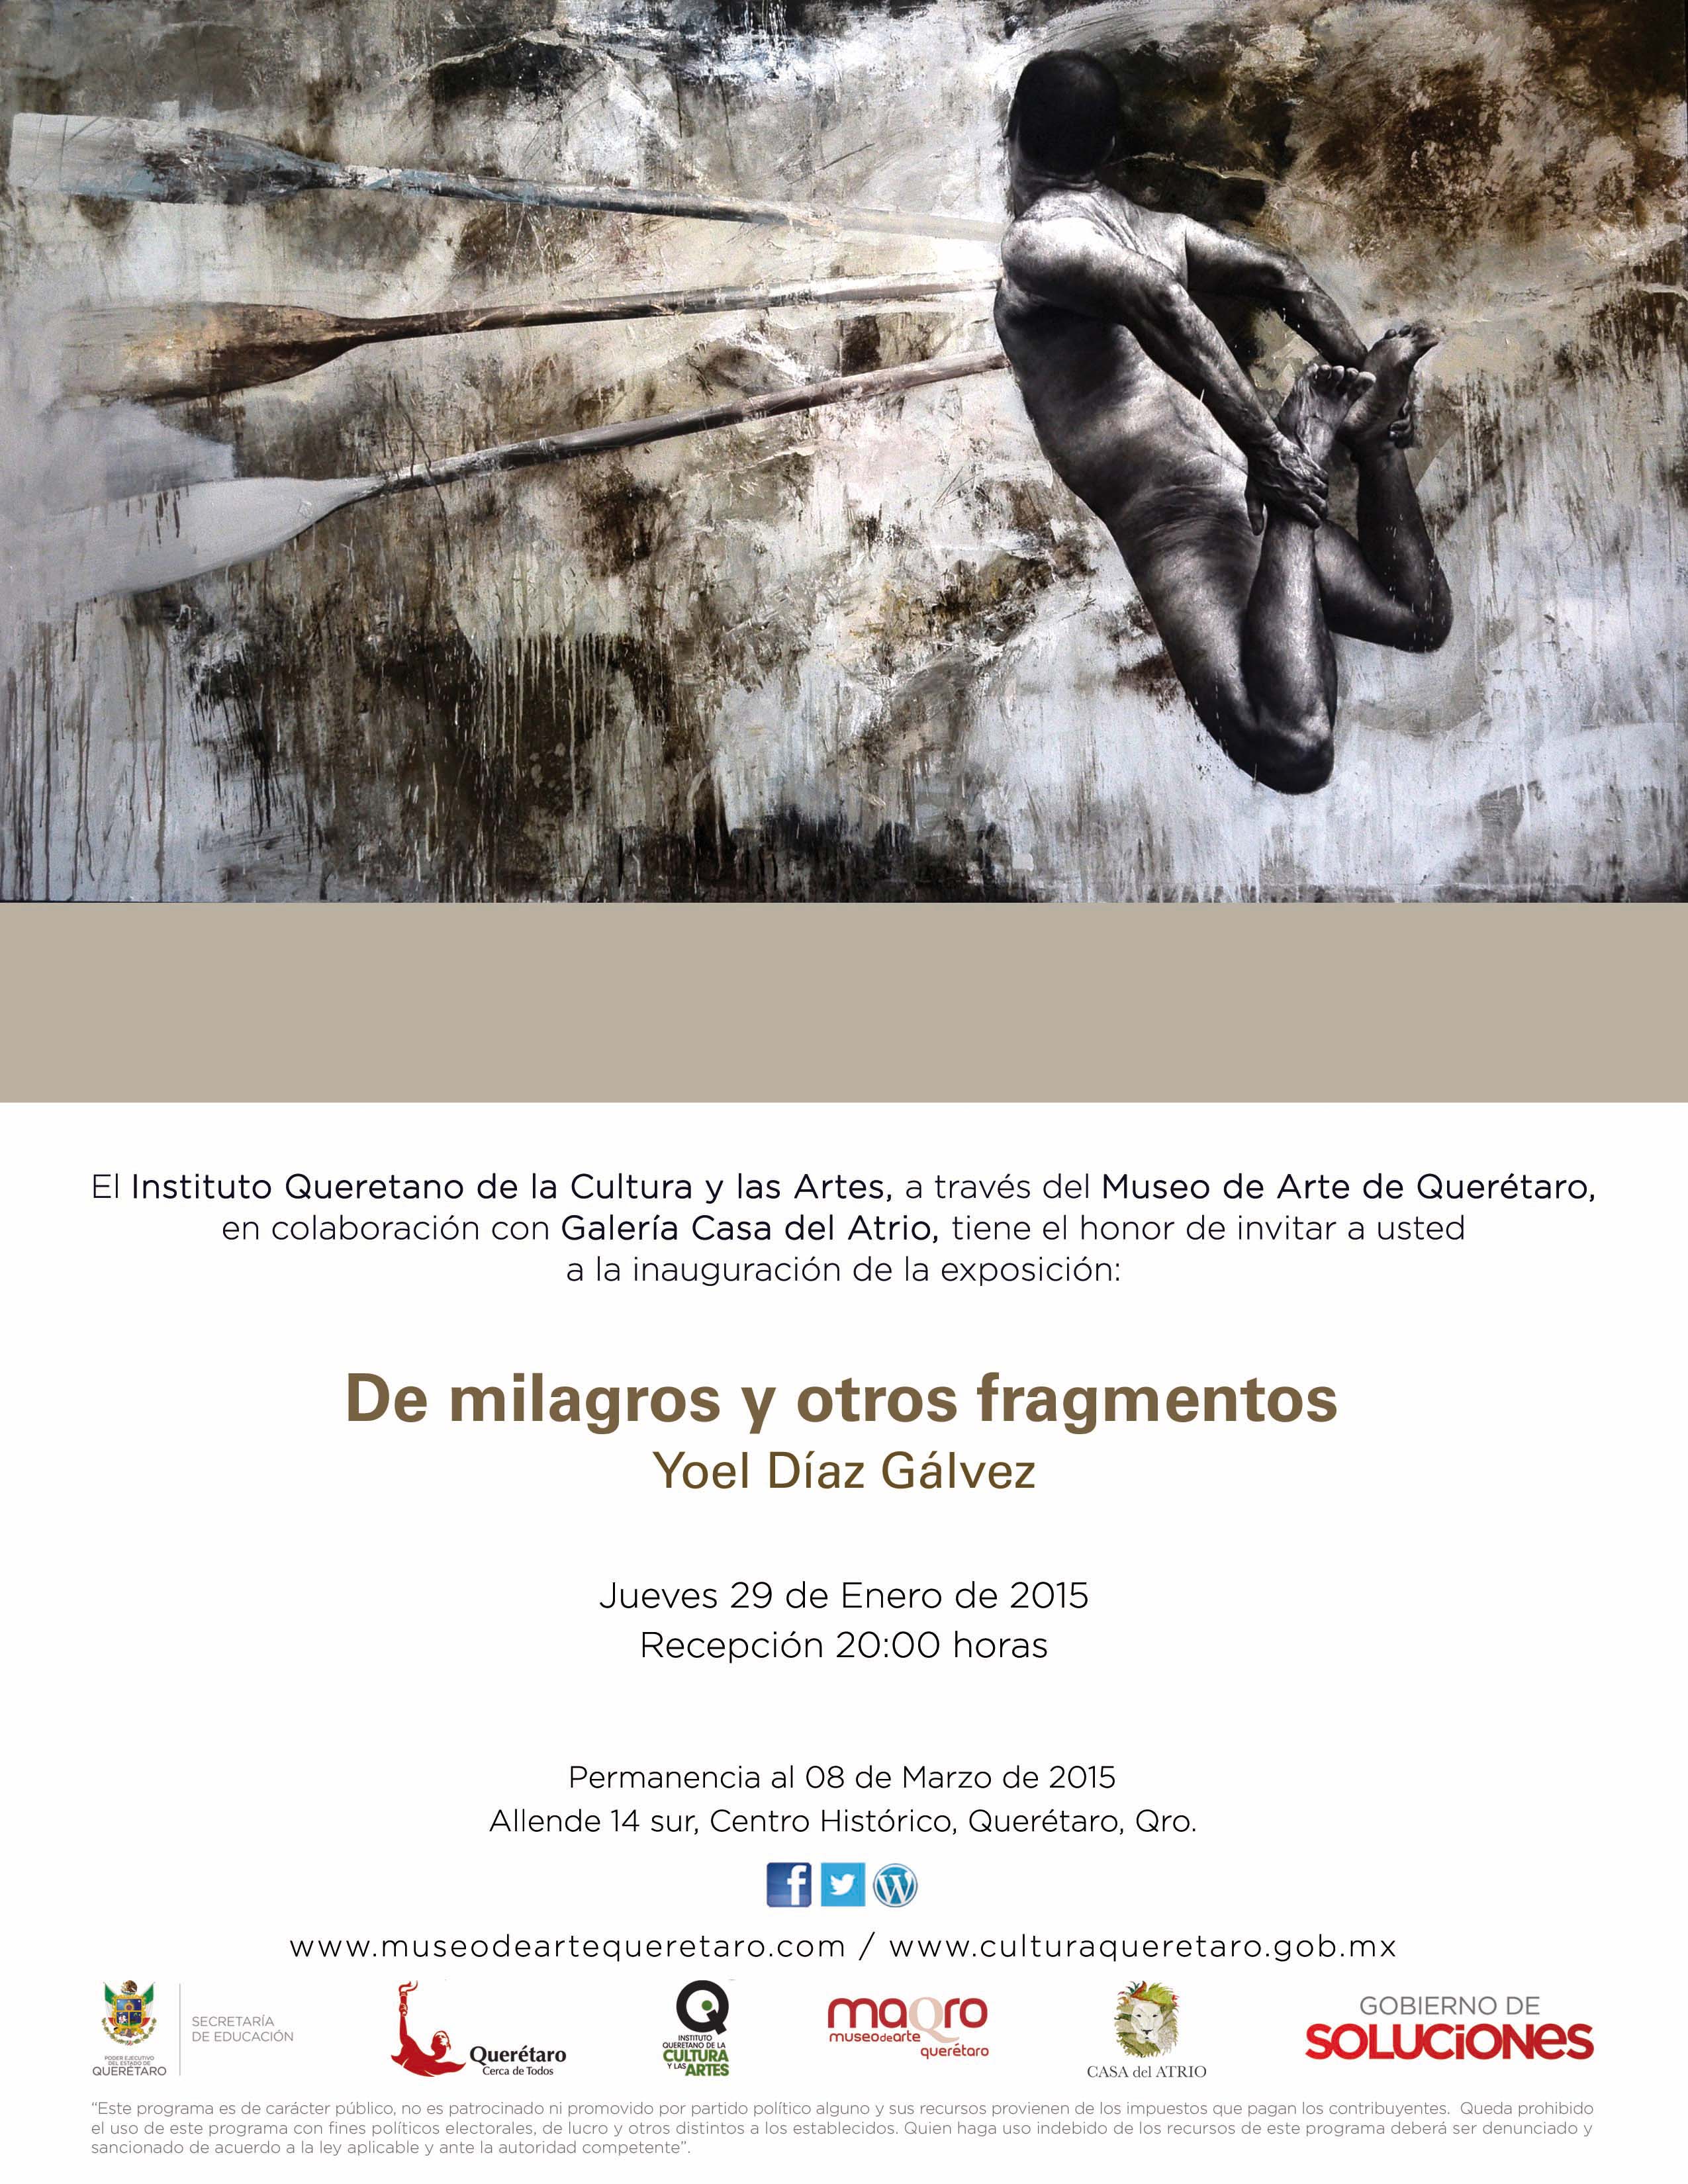 El Instituto Queretano de la Cultura y las Artes, a través del Museo de Arte de Querétaro,
en colaboración con Galería Casa del Atrio, tiene el honor de invitar a usted
a la inauguración de la exposición:
De milagros y otros fragmentos
Yoel Díaz Gálvez
Jueves 29 de Enero de 2015
Recepción 20:00 horas
Permanencia al 08 de Marzo de 2015
Allende 14 sur, Centro Histórico, Querétaro, Qro.
www.museodeartequeretaro.com / www.culturaqueretaro.gob.mx
PODER EJECUTIVO
DEL ESTADO DE
QUERÉTARO
SECRETARÍA
DE EDUCACIÓN
Querétaro
Cerca de Todos
INSTITUTO
QUERETANO DE LA
CULTURA
Y LAS ARTES
maQro
museodearte
querétaro
CASA del ATRIO
GOBIERNO DE
SOLUCiONes
“Este programa es de carácter público, no es patrocinado ni promovido por partido político alguno y sus recursos provienen de los impuestos que pagan los contribuyentes. Queda prohibido
el uso de este programa con fines políticos electorales, de lucro y otros distintos a los establecidos. Quien haga uso indebido de los recursos de este programa deberá ser denunciado y
sancionado de acuerdo a la ley aplicable y ante la autoridad competente”.